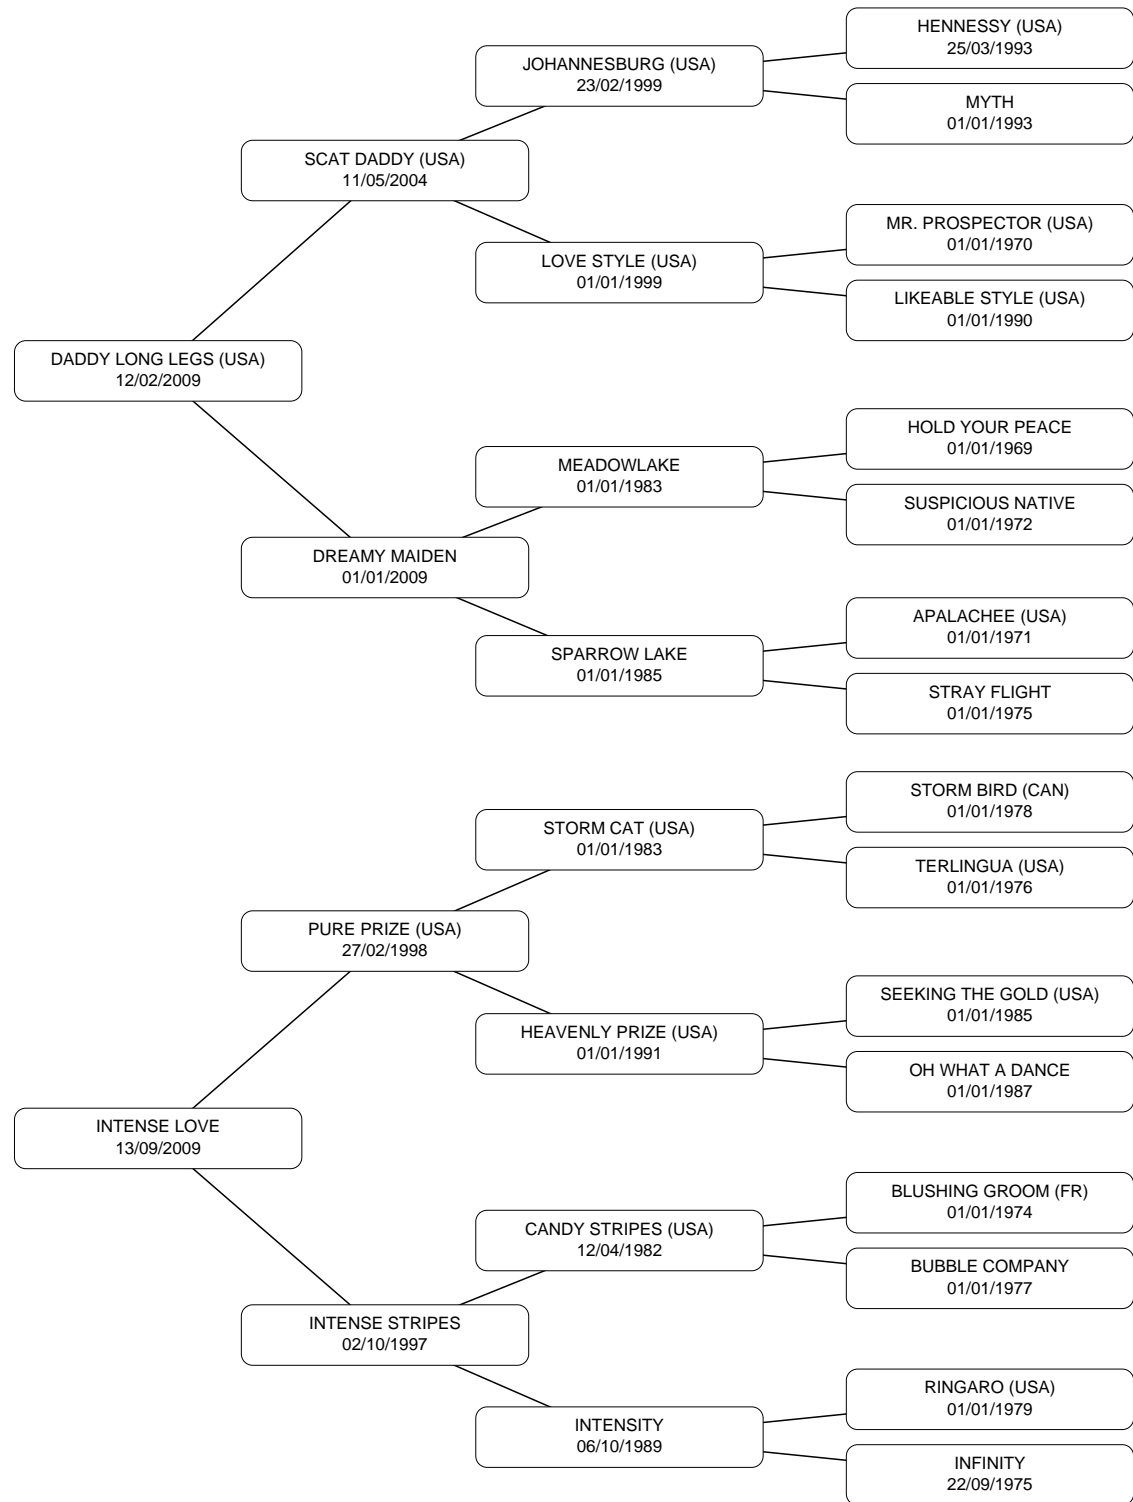 HENNESSY (USA)
25/03/1993
JOHANNESBURG (USA)
23/02/1999
MYTH
01/01/1993
SCAT DADDY (USA)
11/05/2004
MR. PROSPECTOR (USA)
01/01/1970
LOVE STYLE (USA)
01/01/1999
LIKEABLE STYLE (USA)
01/01/1990
DADDY LONG LEGS (USA)
12/02/2009
HOLD YOUR PEACE
01/01/1969
MEADOWLAKE
01/01/1983
SUSPICIOUS NATIVE
01/01/1972
DREAMY MAIDEN
01/01/2009
APALACHEE (USA)
01/01/1971
SPARROW LAKE
01/01/1985
STRAY FLIGHT
01/01/1975
STORM BIRD (CAN)
01/01/1978
STORM CAT (USA)
01/01/1983
TERLINGUA (USA)
01/01/1976
PURE PRIZE (USA)
27/02/1998
SEEKING THE GOLD (USA)
01/01/1985
HEAVENLY PRIZE (USA)
01/01/1991
OH WHAT A DANCE
01/01/1987
INTENSE LOVE
13/09/2009
BLUSHING GROOM (FR)
01/01/1974
CANDY STRIPES (USA)
12/04/1982
BUBBLE COMPANY
01/01/1977
INTENSE STRIPES
02/10/1997
RINGARO (USA)
01/01/1979
INTENSITY
06/10/1989
INFINITY
22/09/1975